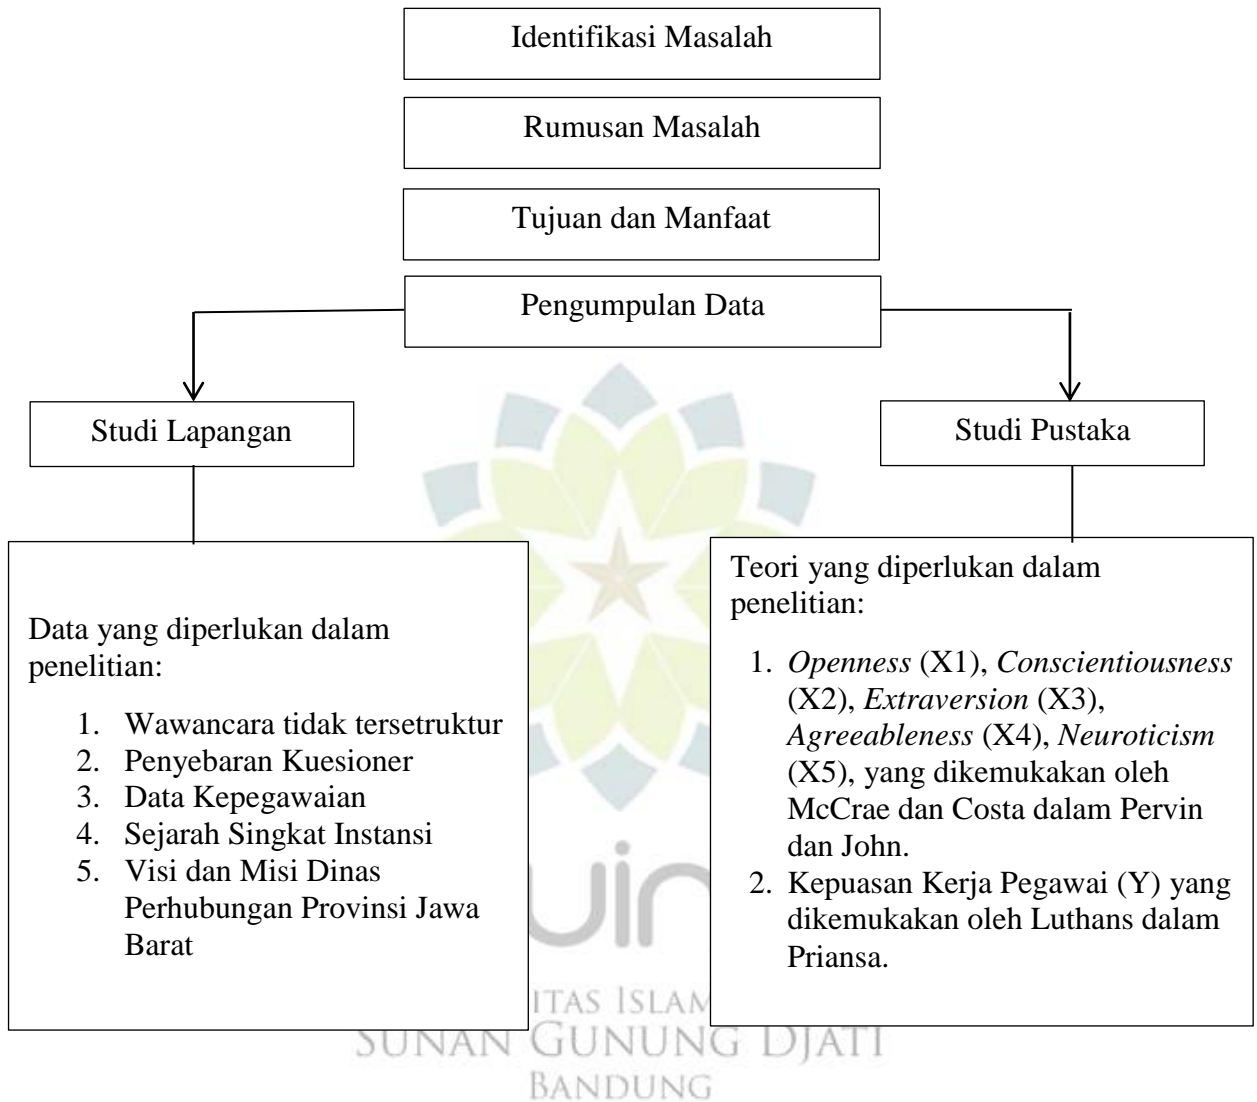 Identifikasi Masalah
Rumusan Masalah
Tujuan dan Manfaat
Pengumpulan Data
Studi Lapangan
Studi Pustaka
Data yang diperlukan dalam
penelitian:
1. Wawancara tidak tersetruktur
2. Penyebaran Kuesioner
3. Data Kepegawaian
4. Sejarah Singkat Instansi
5. Visi dan Misi Dinas
Perhubungan Provinsi Jawa
Barat
Teori yang diperlukan dalam
penelitian:
1. Openness (X1), Conscientiousness
(X2), Extraversion (X3),
Agreeableness (X4), Neuroticism
(X5), yang dikemukakan oleh
McCrae dan Costa dalam Pervin
dan John.
2. Kepuasan Kerja Pegawai (Y) yang
dikemukakan oleh Luthans dalam
Priansa.
SUNAN GUNUNG DJATI
BANDUNG